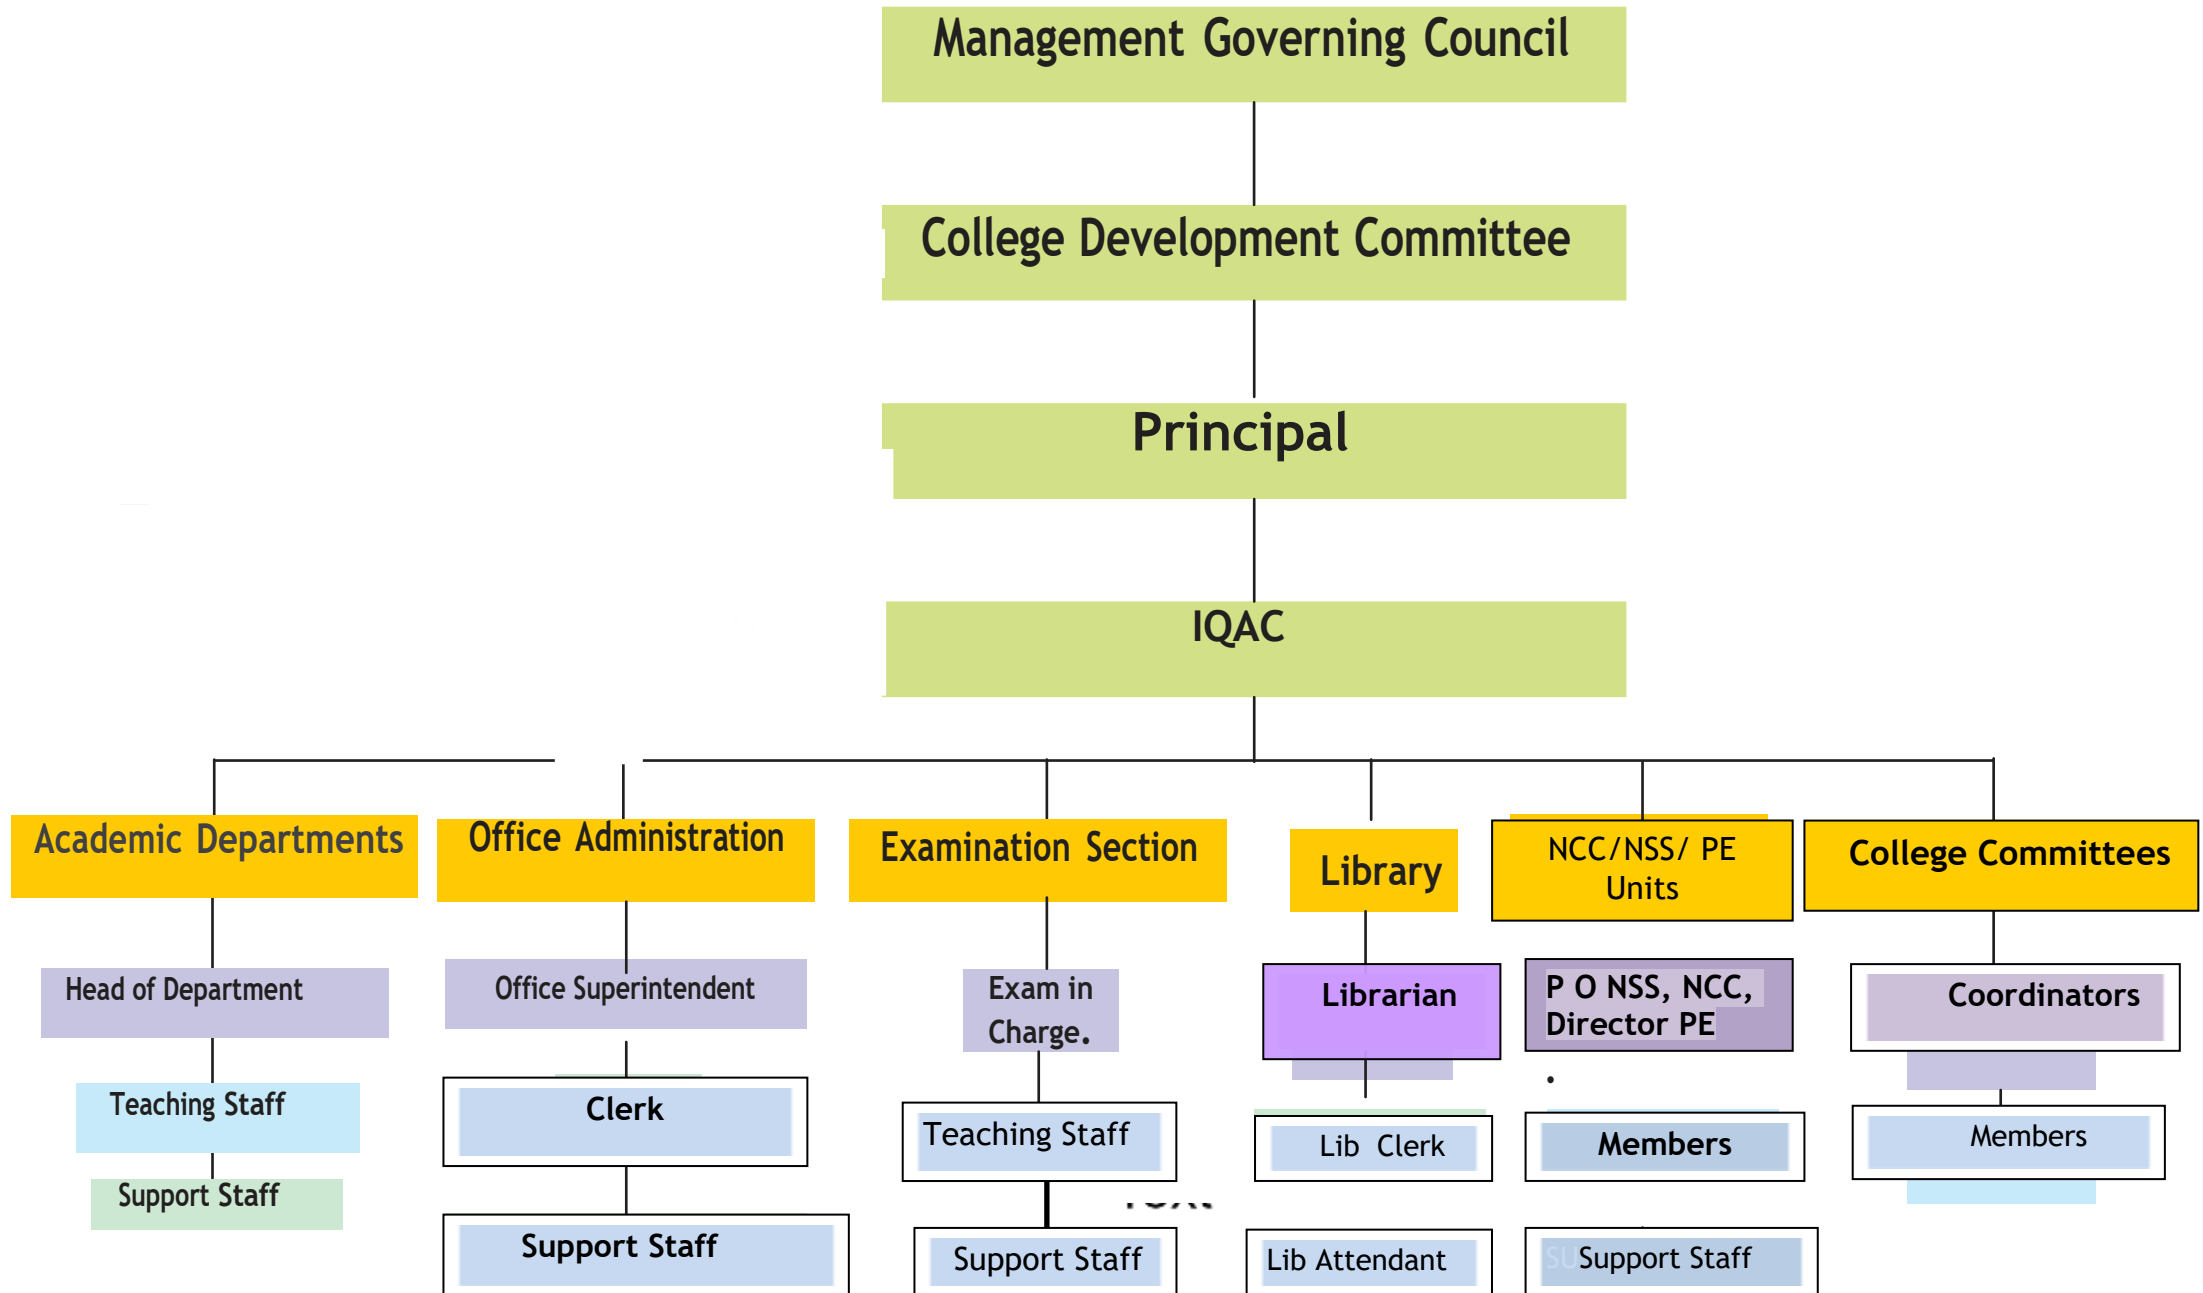 Management Governing Council
College Development Committee
Principal
IQAC
Academic Departments
Office Administration
Examination Section
Library
NCC/NSS/ PE
Units
College Committees
Head of Department
Office Superintendent
Exam in
Charge.
Librarian
P O NSS, NCC,
Director PE
.
Coordinators
Teaching Staff
Clerk
Teaching Staff
Lib Clerk
Members
Members
Support Staff
Support Staff
Support Staff
Lib Attendant
SUSupport Staff